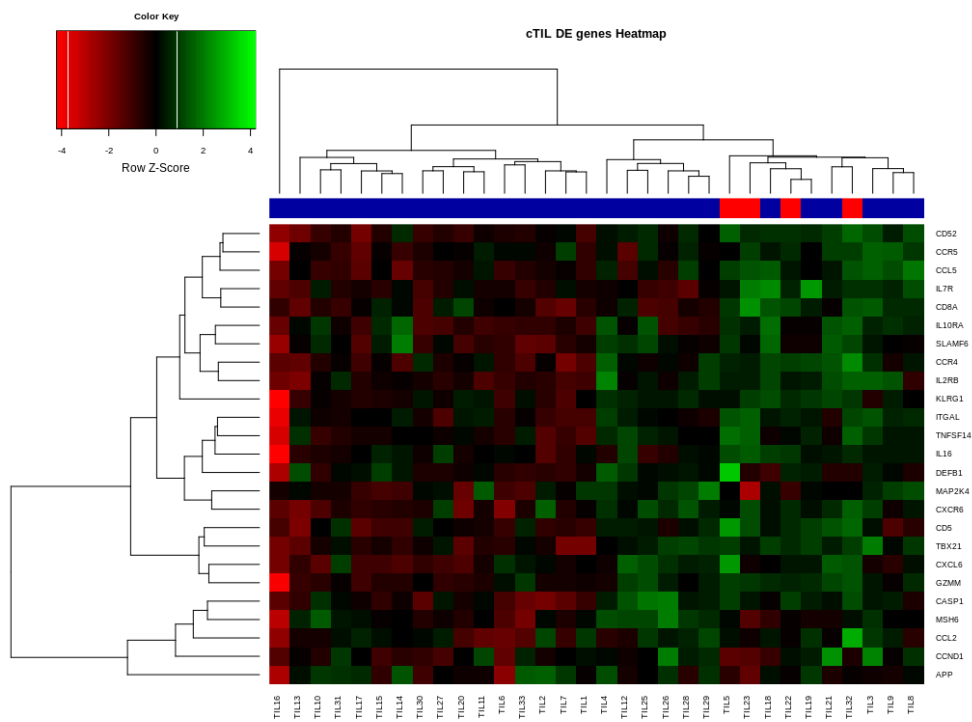 Color Key
cTIL DE genes Heatmap
-4 -2 0 2 4
Row Z-Score
CD52
CCR5
CCL5
IL7R
CD8A
IL10RA
SLAMF6
CCR4
IL2RB
KLRG1
ITGAL
TNFSF14
IL16
DEFB1
MAP2K4
CXCR6
CD5
TBX21
CXCL6
GZMM
CASP1
MSH6
CCL2
CCND1
APP
TIL16 TIL13 TIL10 TIL31 TIL17 TIL15 TIL14 TIL30 TIL27 TIL20 TIL11 TIL6 TIL33 TIL2 TIL7 TIL1 TIL4 TIL12 TIL25 TIL26 TIL28 TIL29 TIL5 TIL23 TIL18 TIL22 TIL19 TIL21 TIL32 TIL3 TIL9 TIL8